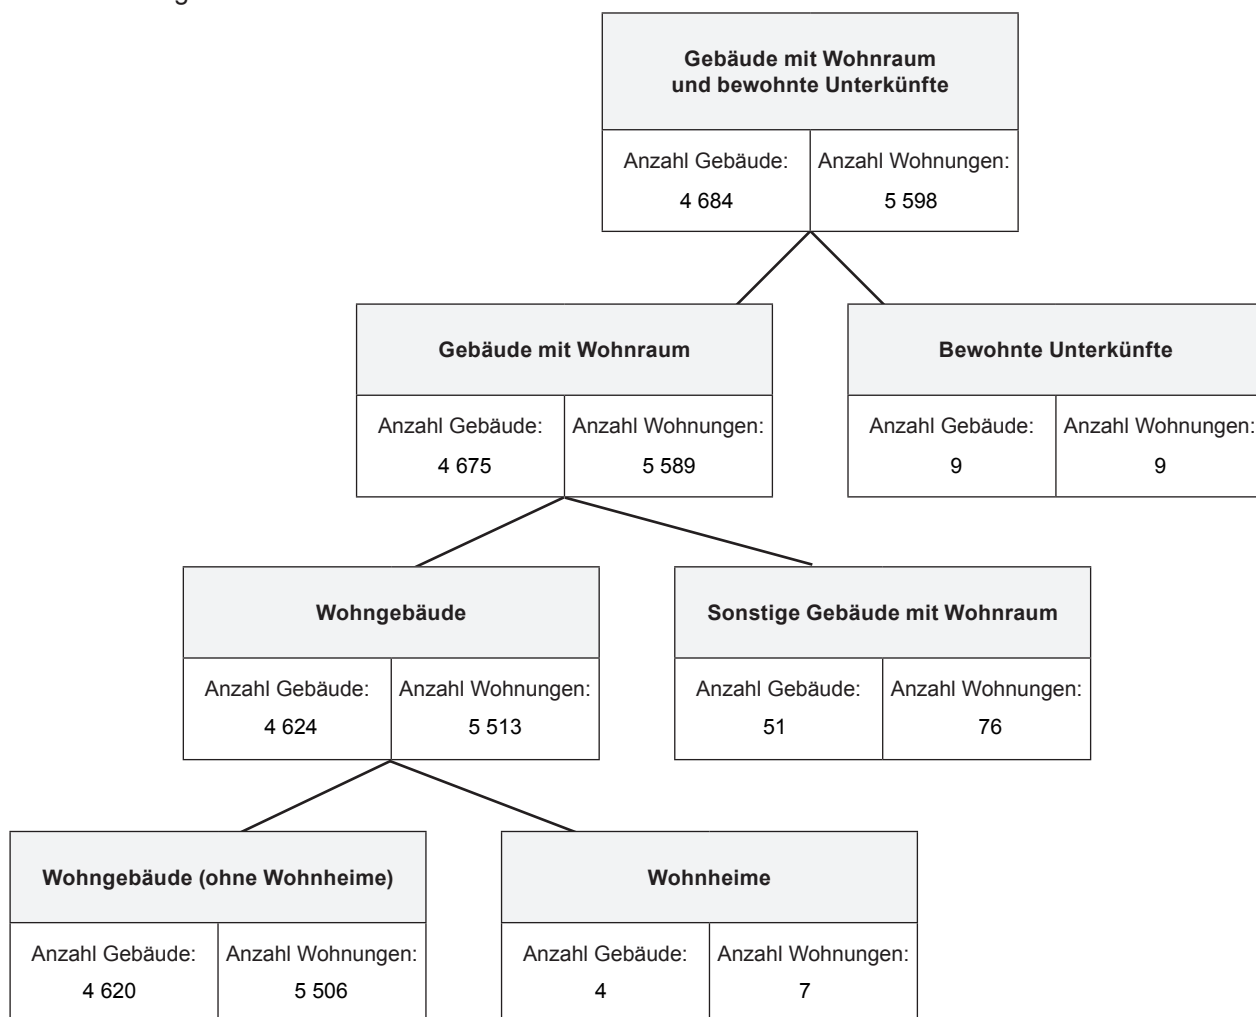 Gebäude mit Wohnraum
und bewohnte Unterkünfte
Anzahl Gebäude: Anzahl Wohnungen:
4 684 5 598
Gebäude mit Wohnraum
Anzahl Gebäude: Anzahl Wohnungen:
4 675 5 589
Bewohnte Unterkünfte
Anzahl Gebäude: Anzahl Wohnungen:
9 9
Wohngebäude
Anzahl Gebäude: Anzahl Wohnungen:
4 624 5 513
Sonstige Gebäude mit Wohnraum
Anzahl Gebäude: Anzahl Wohnungen:
51 76
Wohngebäude (ohne Wohnheime)
Anzahl Gebäude: Anzahl Wohnungen:
4 620 5 506
Wohnheime
Anzahl Gebäude: Anzahl Wohnungen:
4 7